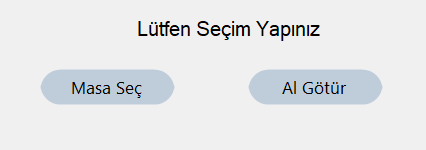 Lütfen Seçim Yapınız
Masa Seç
Al Götür